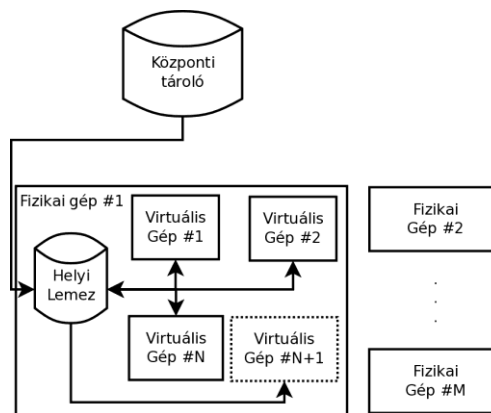 Központi
tároló
Fizikai gép #1
Virtuális
Gép #1
Virtuális
Gép #2
Fizikai
Gép #2
Helyi
Lemez
.
.
.
Virtuális
Gép #N
Virtuális
Gép #N+1
Fizikai
Gép #M